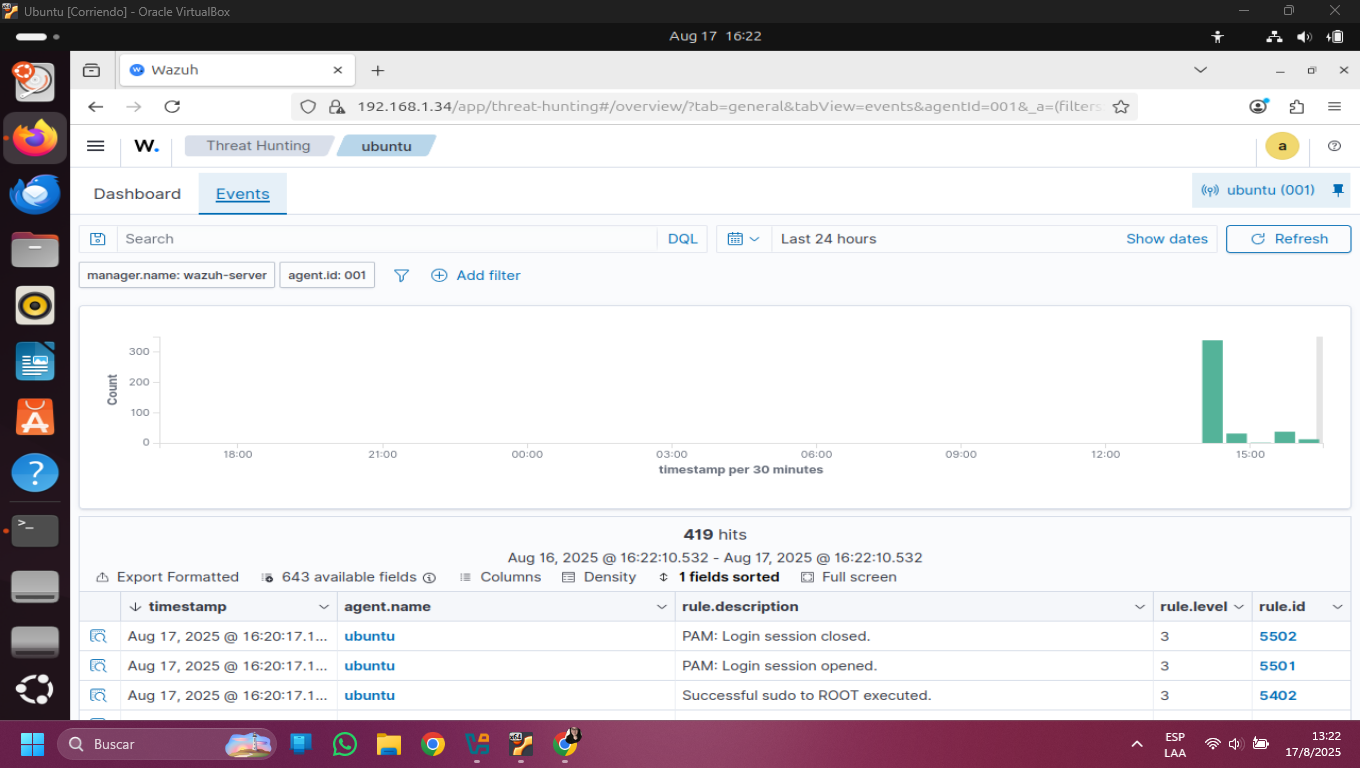 Ubuntu [Corriendo] - Oracle VirtualBox
Aug 17 16:22
Wazuh
192.168.1.34/app/threat-hunting#/overview/?tab=general&tabView=events&agentId=001&_a=(filters
W. Threat Hunting ubuntu a
Dashboard Events ubuntu (001)
Search DQL Last 24 hours Show dates Refresh
manager.name: wazuh-server agent.id: 001 Add filter
Count
300
200
100
0
18:00 21:00 00:00 03:00 06:00 09:00 12:00 15:00
timestamp per 30 minutes
419 hits
Aug 16, 2025 @ 16:22:10.532 - Aug 17, 2025 @ 16:22:10.532
Export Formatted 643 available fields Columns Density 1 fields sorted Full screen
timestamp agent.name rule.description rule.level rule.id
Aug 17, 2025 @ 16:20:17.1... ubuntu PAM: Login session closed. 3 5502
Aug 17, 2025 @ 16:20:17.1... ubuntu PAM: Login session opened. 3 5501
Aug 17, 2025 @ 16:20:17.1... ubuntu Successful sudo to ROOT executed. 3 5402
Buscar
ESP
LAA
13:22
17/8/2025